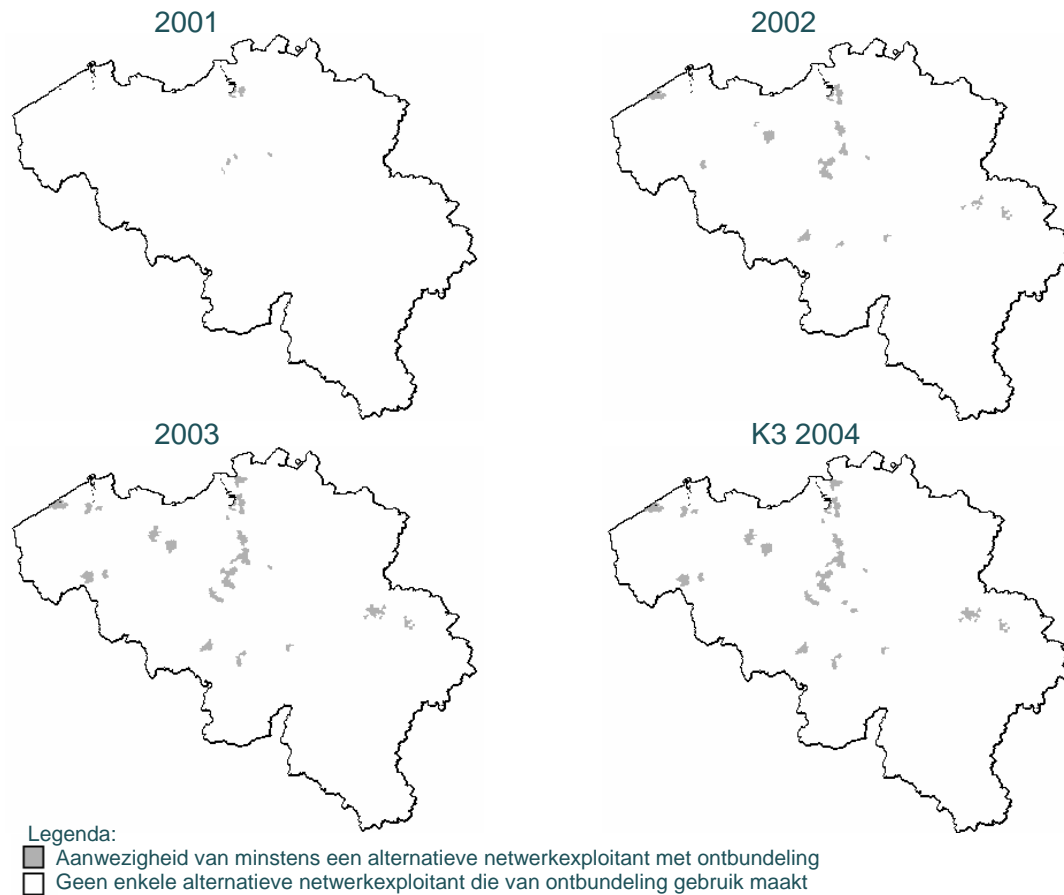 2001
2002
2003
K3 2004
Legenda:
Aanwezigheid van minstens een alternatieve netwerkexploitant met ontbundeling
Geen enkele alternatieve netwerkexploitant die van ontbundeling gebruik maakt